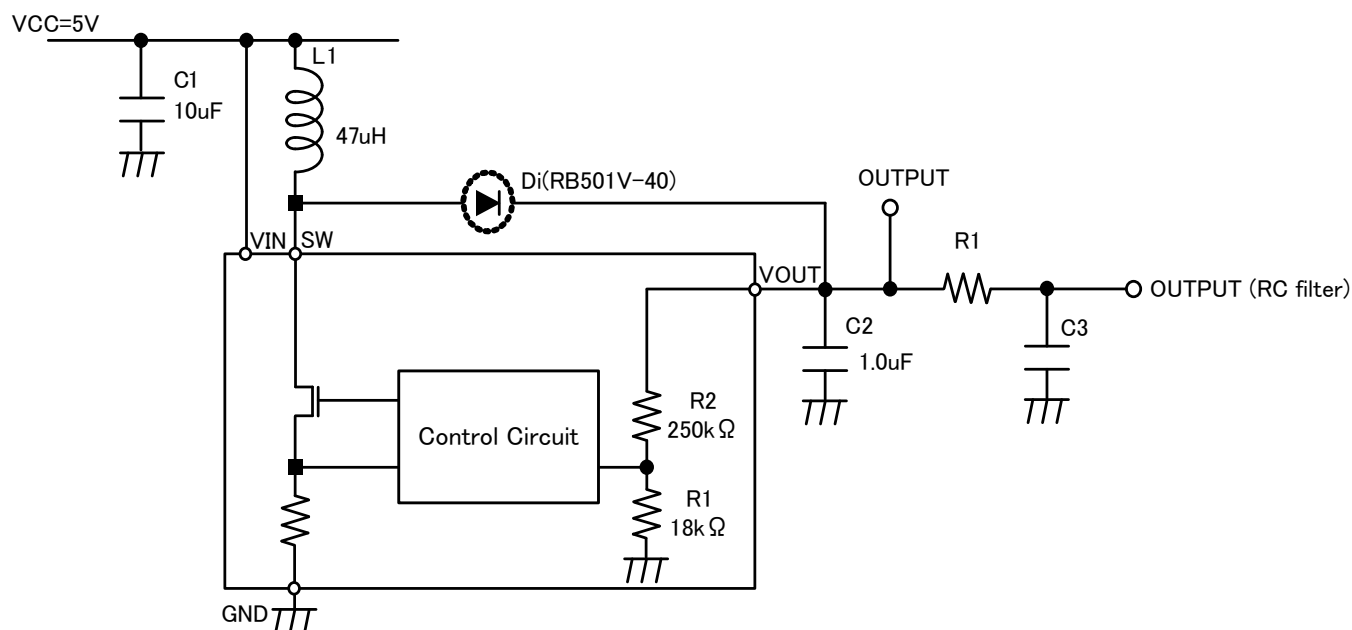 VCC=5V
L1
C1
10uF
47uH
Di(RB501V-40)
OUTPUT
VIN
SW
R1
VOUT
OUTPUT (RC filter)
C2
1.0uF
C3
R2
250kΩ
Control Circuit
R1
18kΩ
GND